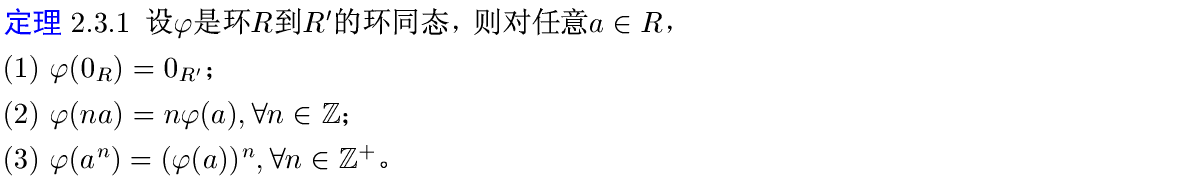 定理 2.3.1 设φ是环R到R′的环同态，则对任意a ∈ R，
(1) φ(0_R) = 0_{R′}；
(2) φ(na) = nφ(a), ∀n ∈ ℤ；
(3) φ(aⁿ) = (φ(a))ⁿ, ∀n ∈ ℤ⁺。